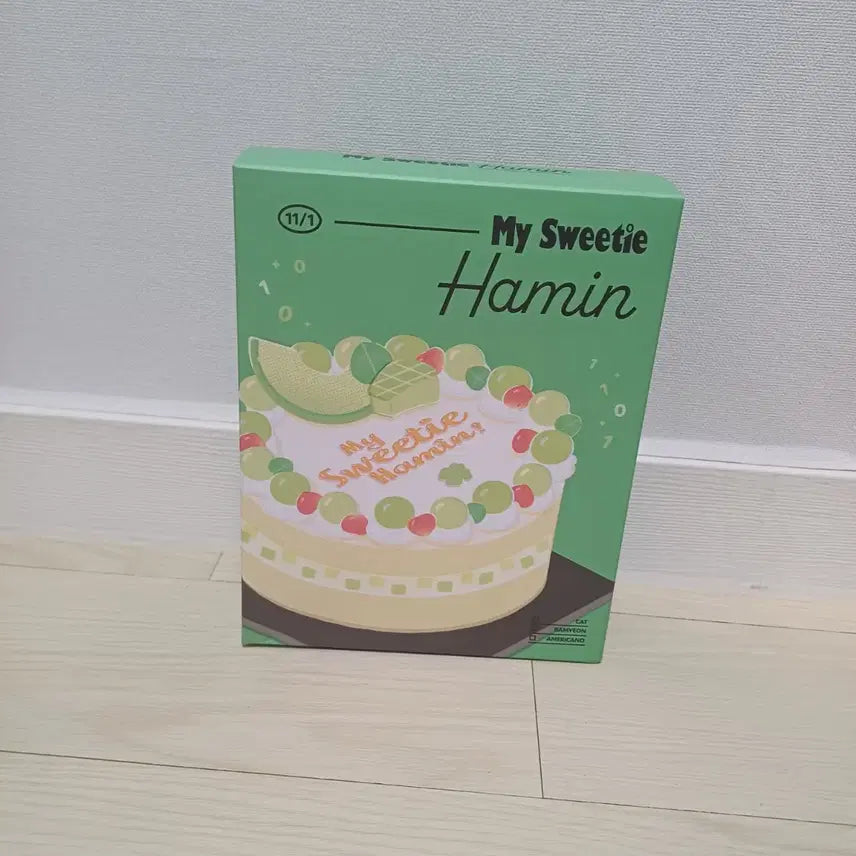 My Sweetie Hamin
11/1
My Sweetie
Hamin
+ 0
1
0 +
1 +
1
0
+ 1
My
Sweetie
Hamin!
CAT
RAMYEON
AMERICANO